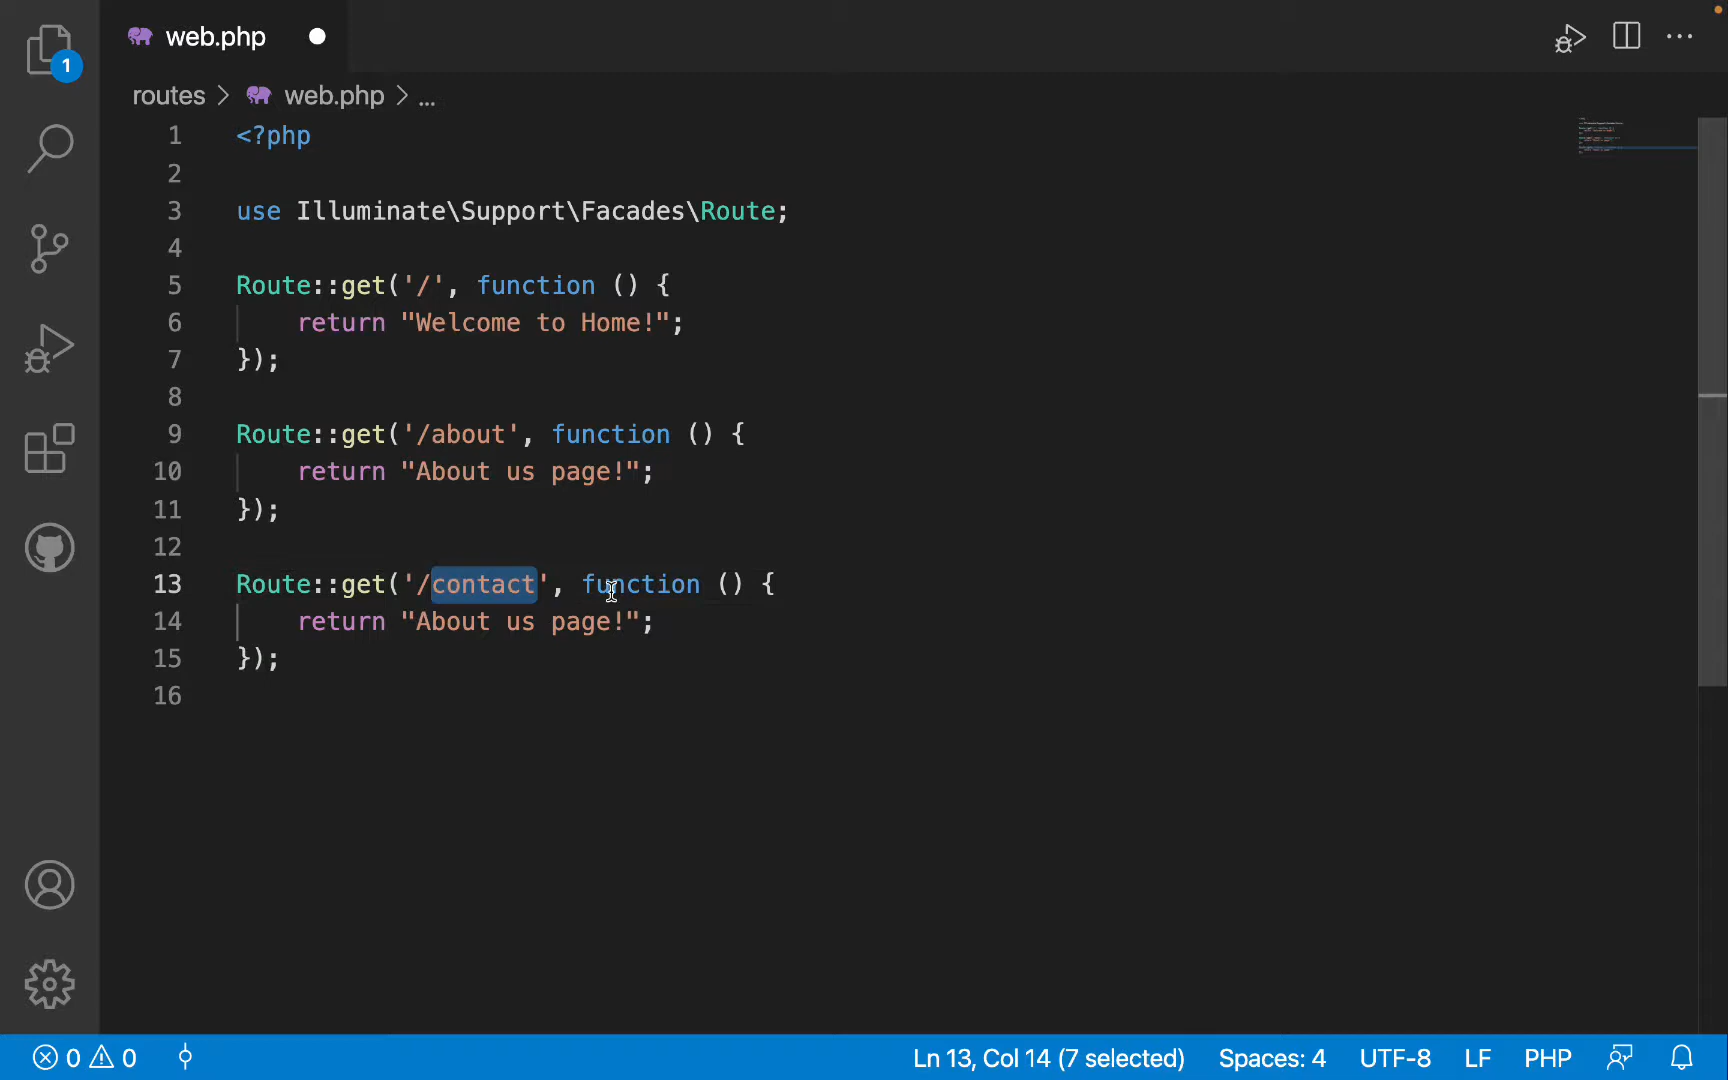 web.php
1
routes > web.php > ...
1 <?php
2
3 use Illuminate\Support\Facades\Route;
4
5 Route::get('/', function () {
6     return "Welcome to Home!";
7 });
8
9 Route::get('/about', function () {
10     return "About us page!";
11 });
12
13 Route::get('/contact', function () {
14     return "About us page!";
15 });
16
0 0 Ln 13, Col 14 (7 selected) Spaces: 4 UTF-8 LF PHP